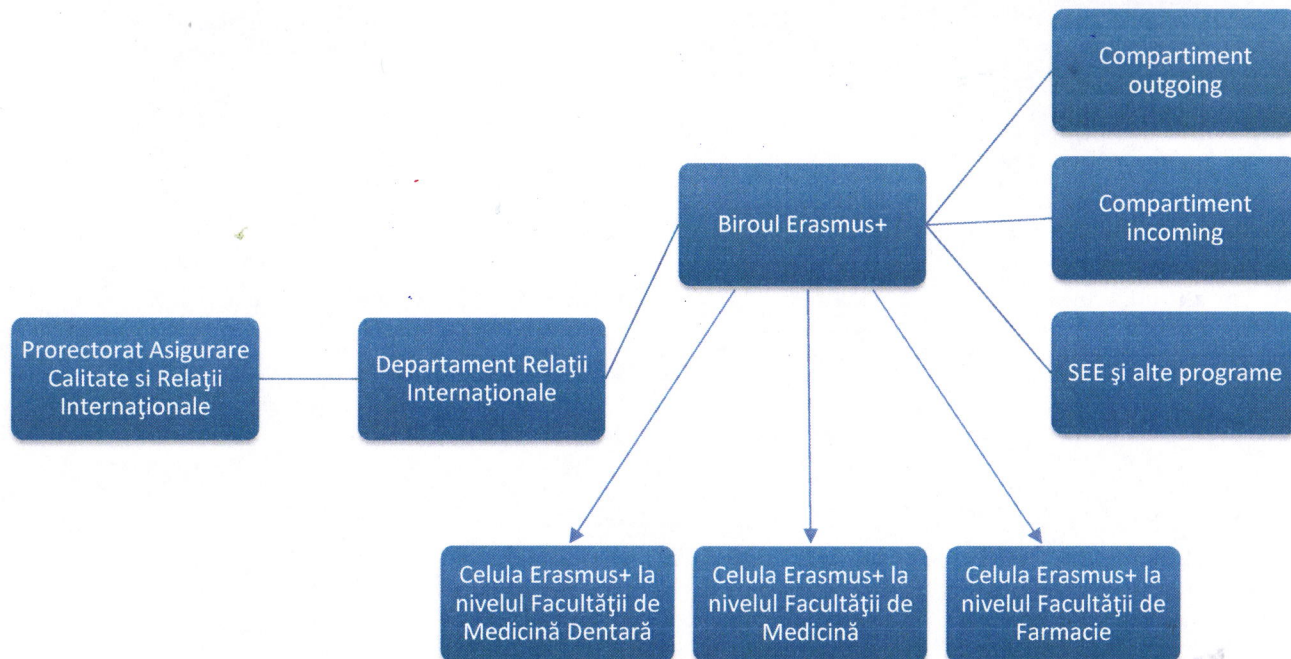 Compartiment
outgoing
Biroul Erasmus+
Compartiment
incoming
Prorectorat Asigurare
Calitate si Relaţii
Internaţionale
Departament Relaţii
Internaţionale
SEE şi alte programe
Celula Erasmus+ la
nivelul Facultăţii de
Medicină Dentară
Celula Erasmus+ la
nivelul Facultăţii de
Medicină
Celula Erasmus+ la
nivelul Facultăţii de
Farmacie